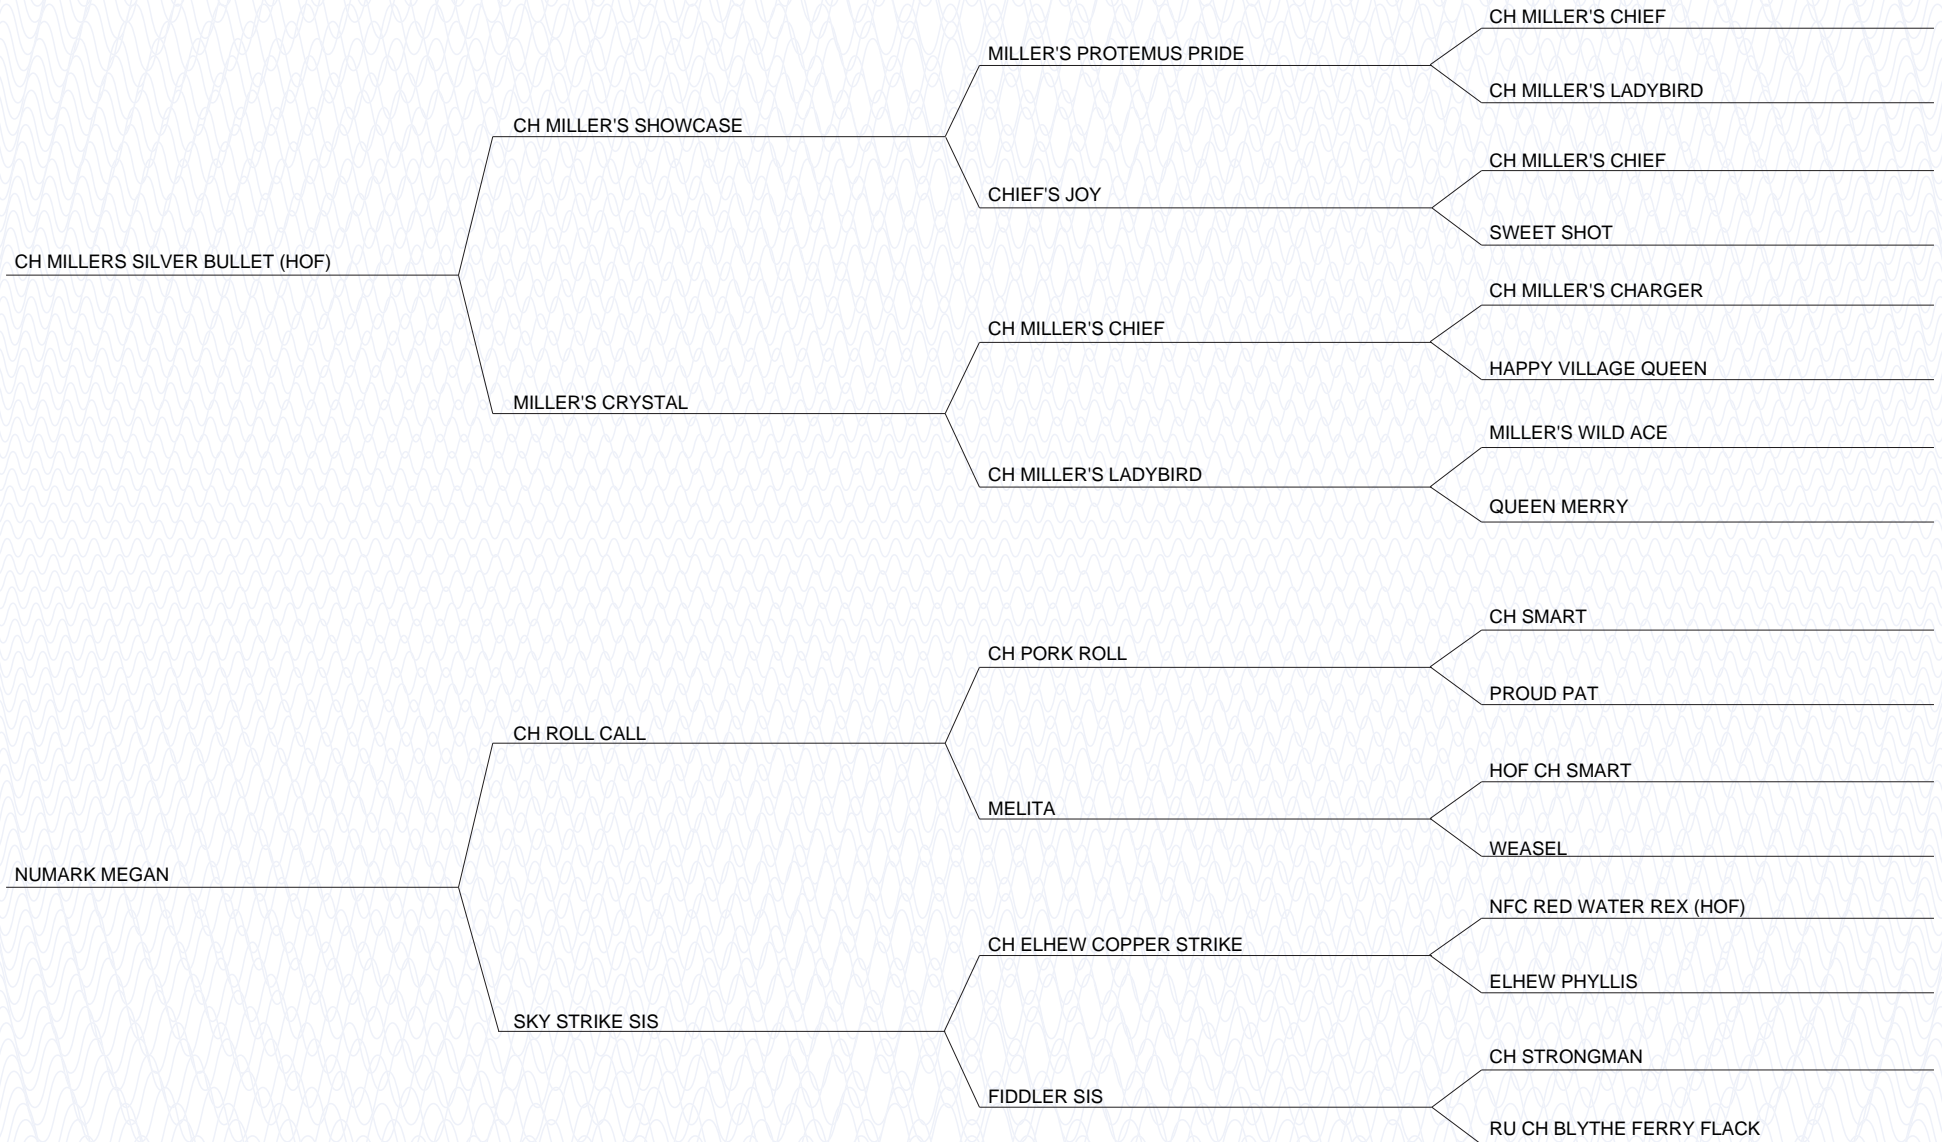 CH MILLER'S CHIEF
MILLER'S PROTEMUS PRIDE
CH MILLER'S LADYBIRD
CH MILLER'S SHOWCASE
CH MILLER'S CHIEF
CHIEF'S JOY
SWEET SHOT
CH MILLERS SILVER BULLET (HOF)
CH MILLER'S CHARGER
CH MILLER'S CHIEF
HAPPY VILLAGE QUEEN
MILLER'S CRYSTAL
MILLER'S WILD ACE
CH MILLER'S LADYBIRD
QUEEN MERRY
CH SMART
CH PORK ROLL
PROUD PAT
CH ROLL CALL
HOF CH SMART
MELITA
WEASEL
NUMARK MEGAN
NFC RED WATER REX (HOF)
CH ELHEW COPPER STRIKE
ELHEW PHYLLIS
SKY STRIKE SIS
CH STRONGMAN
FIDDLER SIS
RU CH BLYTHE FERRY FLACK